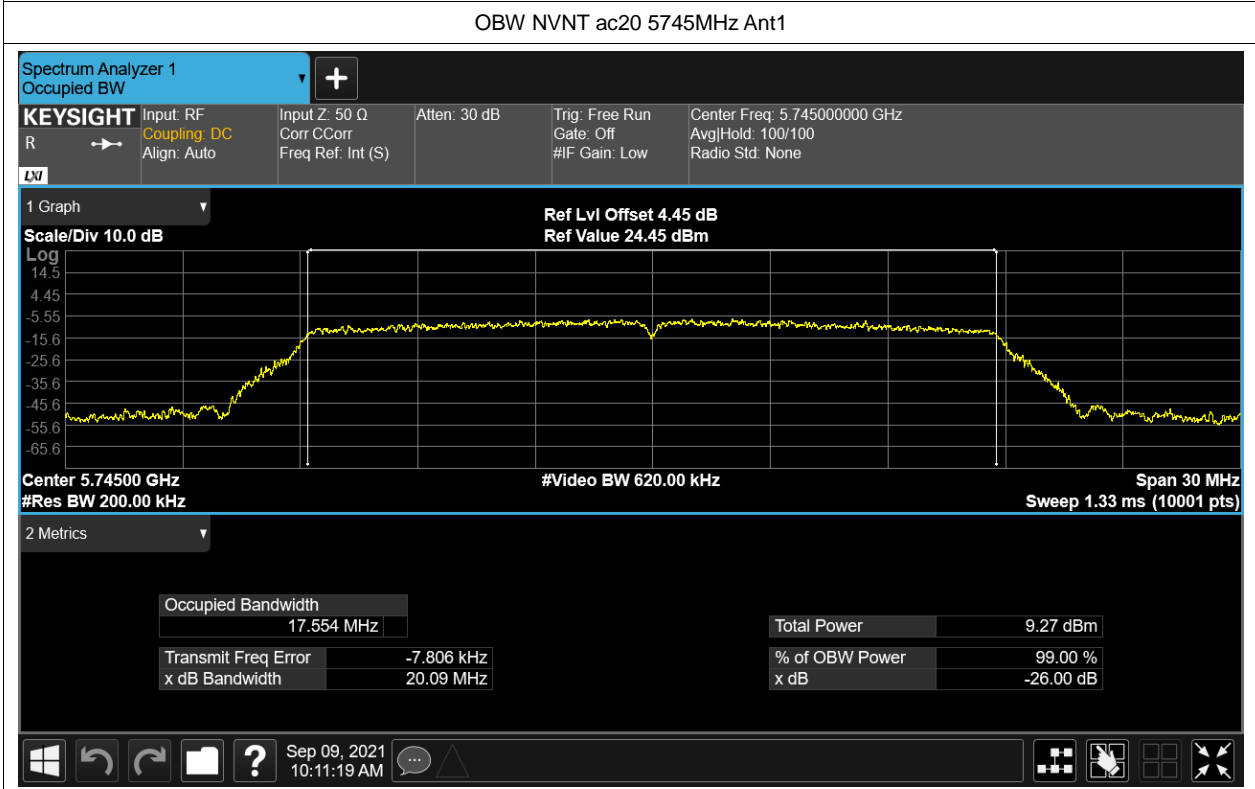 OBW NVNT ac20 5745MHz Ant1
Spectrum Analyzer 1
Occupied BW
KEYSIGHT
R
LXI
Input: RF
Coupling: DC
Align: Auto
Input Z: 50 Ω
Corr CCorr
Freq Ref: Int (S)
Atten: 30 dB
Trig: Free Run
Gate: Off
#IF Gain: Low
Center Freq: 5.745000000 GHz
Avg|Hold: 100/100
Radio Std: None
1 Graph
Scale/Div 10.0 dB
Ref Lvl Offset 4.45 dB
Ref Value 24.45 dBm
Log
14.5
4.45
-5.55
-15.6
-25.6
-35.6
-45.6
-55.6
-65.6
Center 5.74500 GHz
#Video BW 620.00 kHz
Span 30 MHz
#Res BW 200.00 kHz
Sweep 1.33 ms (10001 pts)
2 Metrics
Occupied Bandwidth
17.554 MHz
Total Power 9.27 dBm
Transmit Freq Error -7.806 kHz
% of OBW Power 99.00 %
x dB Bandwidth 20.09 MHz
x dB -26.00 dB
Sep 09, 2021
10:11:19 AM